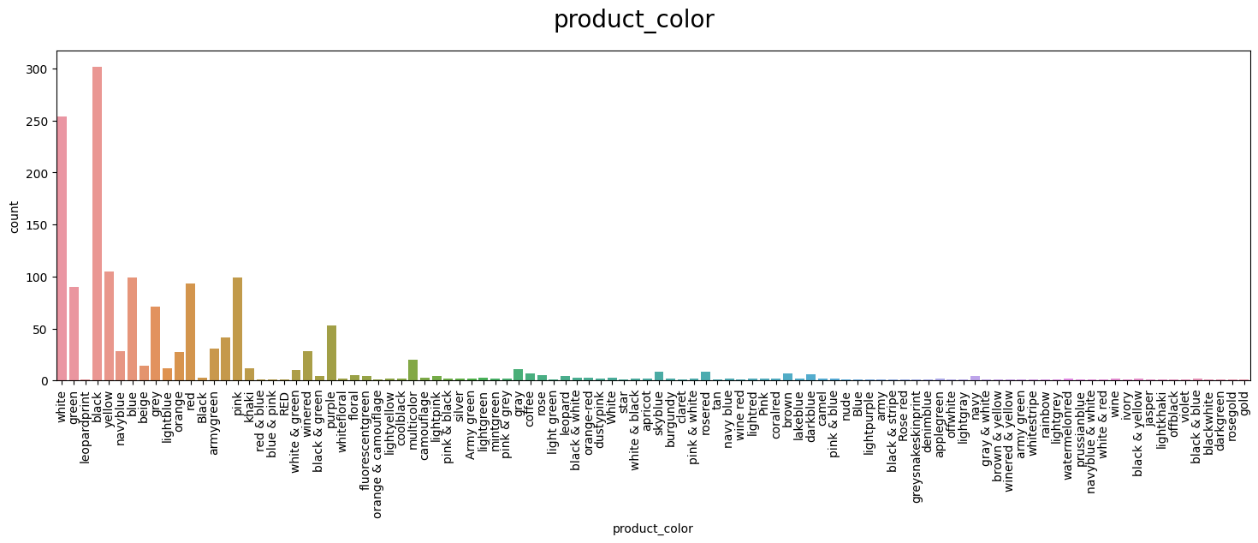 product_color
count
300
250
200
150
100
50
0
white
green
leopardprint
black
yellow
navyblue
blue
beige
grey
lightblue
orange
red
Black
armygreen
pink
khaki
red & blue
blue & pink
RED
white & green
winered
black & green
purple
whitefloral
floral
fluorescentgreen
orange & camouflage
lightyellow
coolblack
multicolor
camouflage
lightpink
pink & black
silver
Army green
lightgreen
mintgreen
pink & grey
gray
coffee
rose
light green
leopard
black & white
orange-red
dustypink
White
star
white & black
apricot
skyblue
burgundy
claret
pink & white
rosered
tan
navy blue
wine red
lightred
Pink
coralred
brown
lakeblue
darkblue
camel
pink & blue
nude
Blue
lightpurple
army
black & stripe
Rose red
greysnakeskinprint
denimblue
applegreen
offwhite
lightgray
navy
gray & white
brown & yellow
winered & yellow
army green
whitestripe
rainbow
lightgrey
watermelonred
prussianblue
navyblue & white
white & red
wine
ivory
black & yellow
jasper
lightkhaki
offblack
violet
black & blue
blackwhite
darkgreen
rosegold
gold
product_color